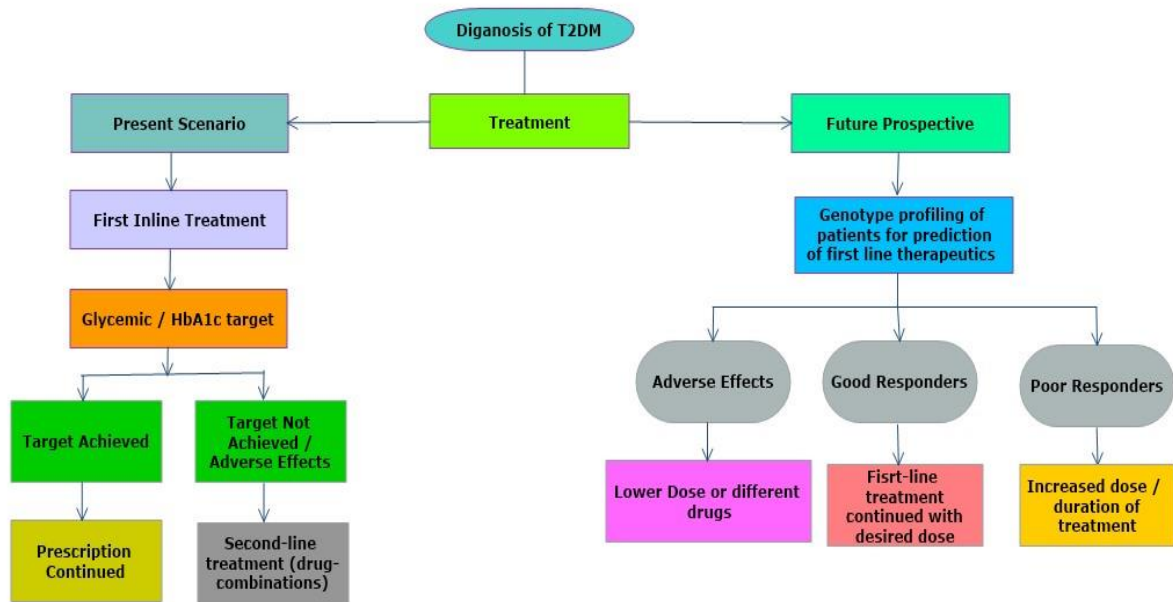 Diganosis of T2DM
Present Scenario
Treatment
Future Prospective
First Inline Treatment
Genotype profiling of
patients for prediction
of first line therapeutics
Glycemic / HbA1c target
Adverse Effects
Good Responders
Poor Responders
Target Achieved
Target Not
Achieved /
Adverse Effects
Lower Dose or different
drugs
Fisrt-line
treatment
continued with
desired dose
Increased dose /
duration of
treatment
Prescription
Continued
Second-line
treatment (drug-
combinations)